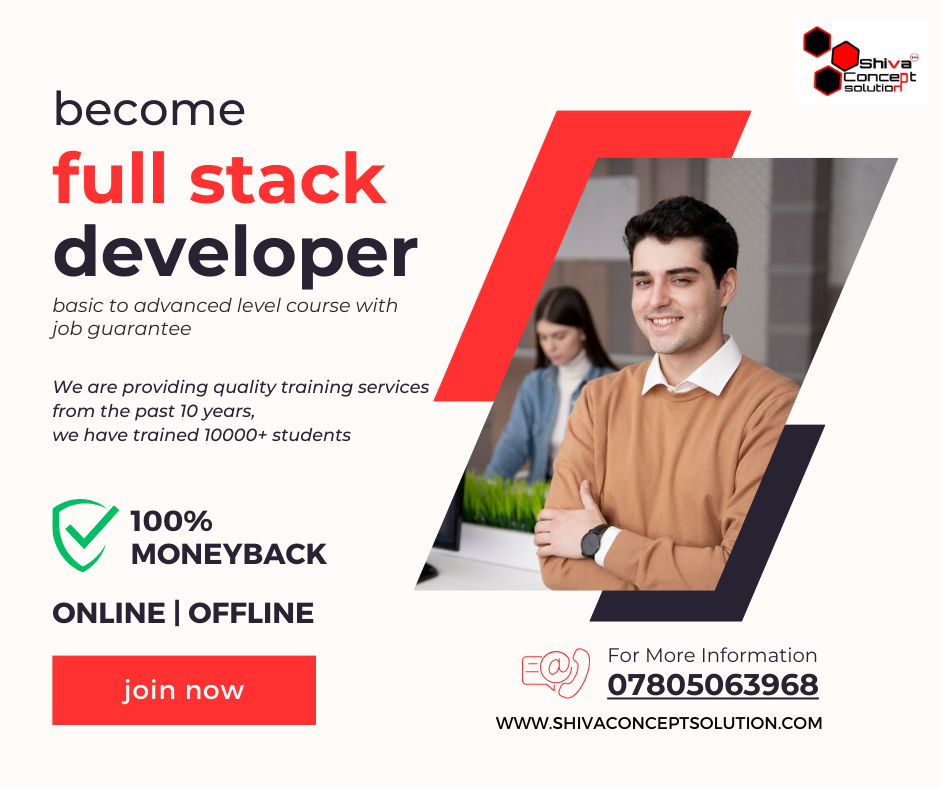 Shiva TM
Concept
solution
become
full stack
developer
basic to advanced level course with
job guarantee
We are providing quality training services
from the past 10 years,
we have trained 10000+ students
100%
MONEYBACK
ONLINE | OFFLINE
join now
For More Information
07805063968
WWW.SHIVACONCEPTSOLUTION.COM